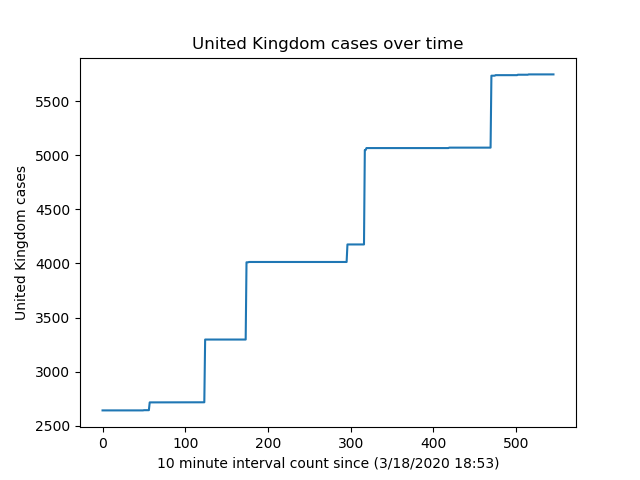 United Kingdom cases over time
United Kingdom cases
5500
5000
4500
4000
3500
3000
2500
0 100 200 300 400 500
10 minute interval count since (3/18/2020 18:53)